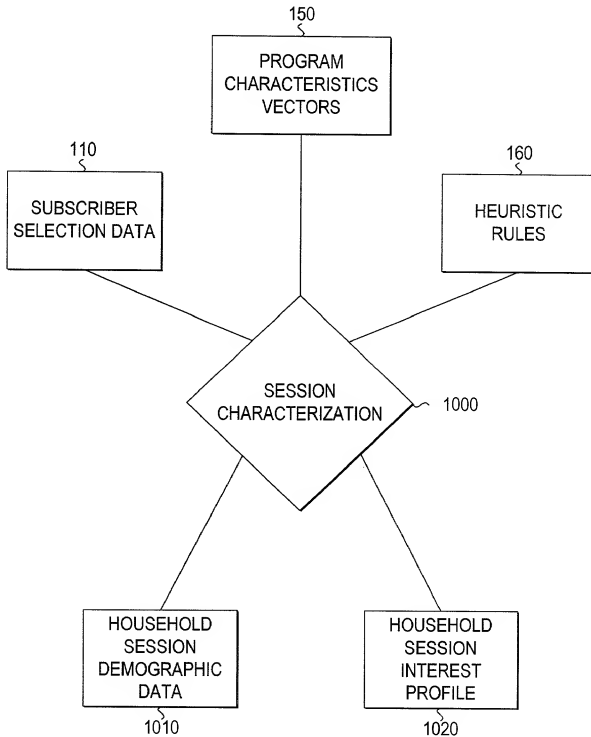 150
PROGRAM
CHARACTERISTICS
VECTORS
110
SUBSCRIBER
SELECTION DATA
160
HEURISTIC
RULES
SESSION
CHARACTERIZATION
1000
HOUSEHOLD
SESSION
DEMOGRAPHIC
DATA
1010
HOUSEHOLD
SESSION
INTEREST
PROFILE
1020